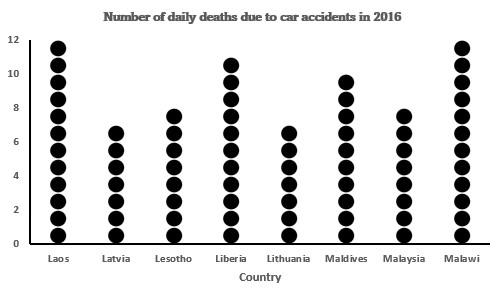 Number of daily deaths due to car accidents in 2016
12
10
8
6
4
2
0
Laos Latvia Lesotho Liberia Lithuania Maldives Malaysia Malawi
Country